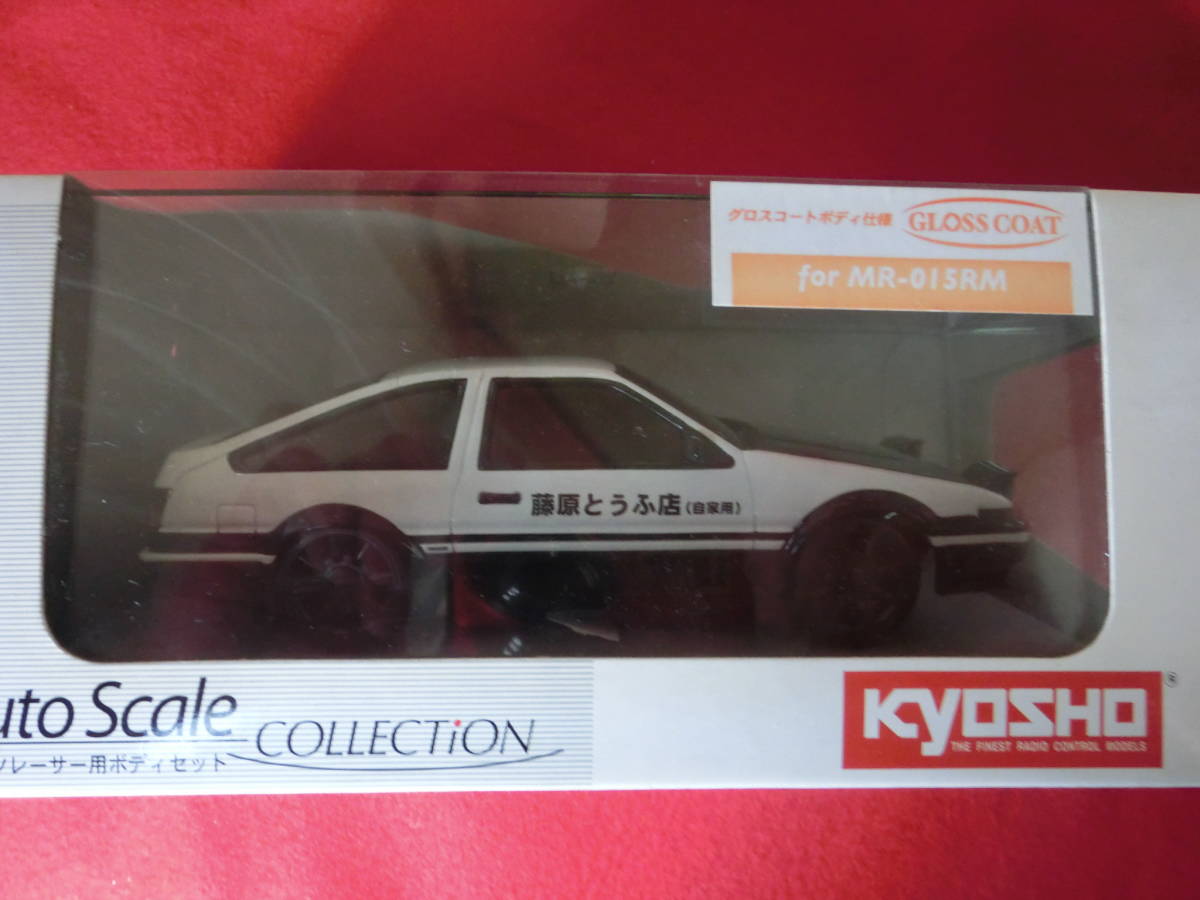 グロスコートボディ仕様 GLOSS COAT
for MR-015RM
藤原とうふ店(自家用)
uto Scale
COLLECTiON
レーサー用ボディセット
KYOSHO
THE FINEST RADIO CONTROL MODELS